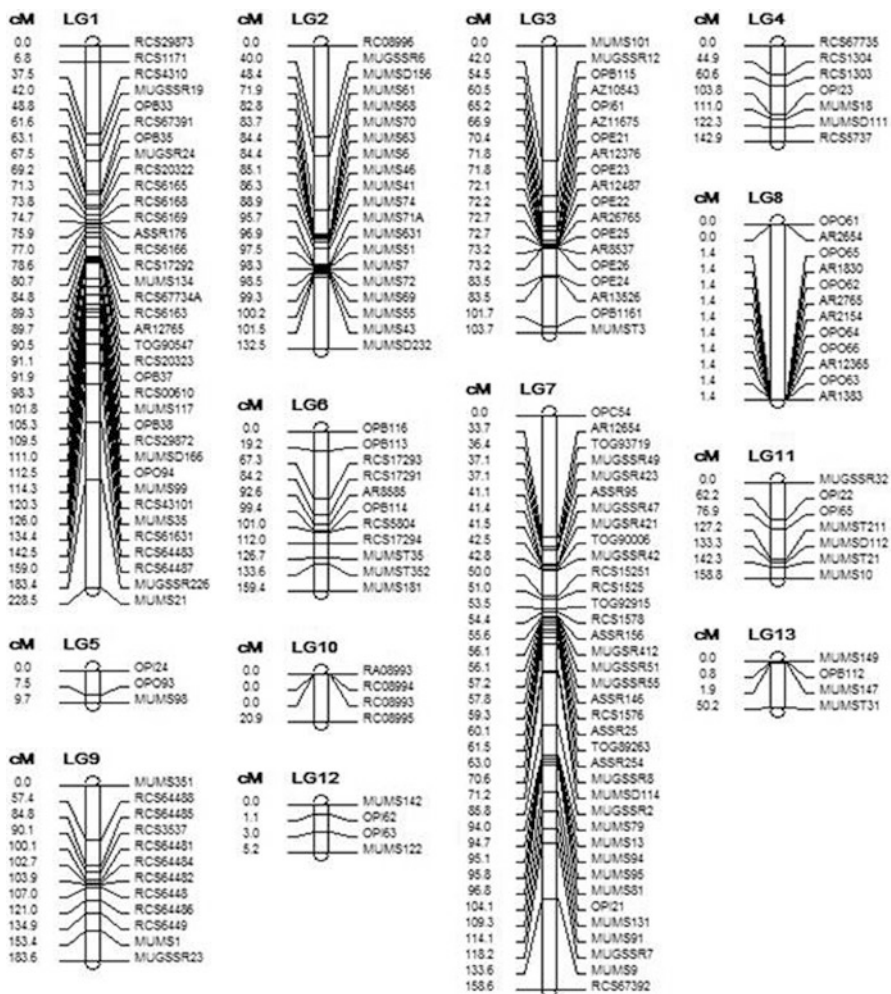 cM LG1
0.0 RCS29873
6.8 RCS1171
37.5 RCS4310
42.0 MUGSSR19
48.8 OPB33
61.6 RCS67391
63.1 OPB35
67.5 MUGSR24
69.2 RCS20322
71.3 RCS6165
73.8 RCS6168
74.7 RCS6169
75.9 ASSR176
77.0 RCS6166
78.6 RCS17292
80.7 MUMS134
84.8 RCS67734A
89.3 RCS6163
89.7 AR12765
90.5 TOG90547
91.1 RCS20323
91.9 OPB37
98.3 RCS00610
101.8 MUMS117
105.3 OPB38
109.5 RCS29872
111.0 MUMSD166
112.5 OPO94
114.3 MUMS99
120.3 RCS43101
126.0 MUMS35
134.4 RCS61631
142.5 RCS64483
159.0 RCS64487
183.4 MUGSSR226
228.5 MUMS21
cM LG2
0.0 RC08996
40.0 MUGSSR6
48.4 MUMSD156
71.9 MUMS61
82.8 MUMS68
83.7 MUMS70
84.4 MUMS63
84.4 MUMS6
85.1 MUMS46
86.3 MUMS41
88.9 MUMS74
95.7 MUMS71A
96.9 MUMS631
97.5 MUMS51
98.3 MUMS7
98.5 MUMS72
99.3 MUMS69
100.2 MUMS55
101.5 MUMS43
132.5 MUMSD232
cM LG3
0.0 MUMS101
42.0 MUGSSR12
54.5 OPB115
60.5 AZ10543
65.2 OPI61
66.9 AZ11675
70.4 OPE21
71.8 AR12376
71.8 OPE23
72.1 AR12487
72.2 OPE22
72.7 AR26765
72.7 OPE25
73.2 AR8537
73.2 OPE26
83.5 OPE24
83.5 AR13526
101.7 OPB1161
103.7 MUMST3
cM LG4
0.0 RCS67735
44.9 RCS1304
60.6 RCS1303
103.8 OPI23
111.0 MUMS18
122.3 MUMSD111
142.9 RCS5737
cM LG8
0.0 OPO61
0.0 AR2654
1.4 OPO65
1.4 AR1830
1.4 OPO62
1.4 AR2765
1.4 AR2154
1.4 OPO64
1.4 OPO66
1.4 AR12365
1.4 OPO63
1.4 AR1383
cM LG6
0.0 OPB116
19.2 OPB113
67.3 RCS17293
84.2 RCS17291
92.6 AR8585
99.4 OPB114
101.0 RCS5804
112.0 RCS17294
126.7 MUMST35
133.6 MUMST352
159.4 MUMS181
cM LG7
0.0 OPC54
33.7 AR12654
36.4 TOG93719
37.1 MUGSSR49
37.1 MUGSSR423
41.1 ASSR95
41.4 MUGSSR47
41.5 MUGSR421
42.5 TOG90006
42.8 MUGSSR42
50.0 RCS15251
51.0 RCS1525
53.5 TOG92915
54.4 RCS1578
55.6 ASSR156
56.1 MUGSR412
56.1 MUGSSR51
57.2 MUGSSR55
57.8 ASSR146
59.3 RCS1576
60.1 ASSR25
61.5 TOG89263
63.0 ASSR254
70.6 MUGSSR8
71.2 MUMSD114
85.8 MUGSSR2
94.0 MUMS79
94.7 MUMS13
95.1 MUMS94
95.8 MUMS95
96.8 MUMS81
104.1 OPI21
109.3 MUMS131
114.1 MUMS91
118.2 MUGSSR7
133.6 MUMS9
158.6 RCS67392
cM LG11
0.0 MUGSSR32
62.2 OPI22
76.9 OPI65
127.2 MUMST211
133.3 MUMSD112
142.3 MUMST21
158.8 MUMS10
cM LG5
0.0 OPI24
7.5 OPO93
9.7 MUMS98
cM LG10
0.0 RA08993
0.0 RC08994
0.0 RC08993
20.9 RC08995
cM LG13
0.0 MUMS149
0.8 OPB112
1.9 MUMS147
50.2 MUMST31
cM LG9
0.0 MUMS351
57.4 RCS64488
84.8 RCS64485
90.1 RCS3537
100.1 RCS64481
102.7 RCS64484
103.9 RCS64482
107.0 RCS6448
121.0 RCS64486
134.9 RCS6449
153.4 MUMS1
183.6 MUGSSR23
cM LG12
0.0 MUMS142
1.1 OPI62
3.0 OPI63
5.2 MUMS122